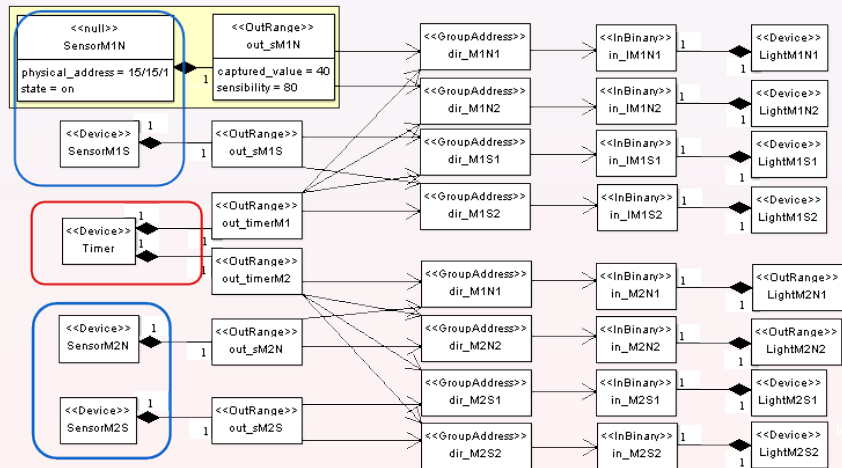 <<null>>
SensorM1N
physical_address = 15/15/1
state = on
1
<<OutRange>>
out_sM1N
captured_value = 40
sensibility = 80
<<GroupAddress>>
dir_M1N1
<<InBinary>>
in_IM1N1
1
1
<<Device>>
LightM1N1
<<GroupAddress>>
dir_M1N2
<<InBinary>>
in_IM1N2
1
1
<<Device>>
LightM1N2
<<Device>>
SensorM1S
1
1
<<OutRange>>
out_sM1S
<<GroupAddress>>
dir_M1S1
<<InBinary>>
in_IM1S1
1
1
<<Device>>
LightM1S1
<<GroupAddress>>
dir_M1S2
<<InBinary>>
in_IM1S2
1
1
<<Device>>
LightM1S2
<<Device>>
Timer
1
1
1
1
<<OutRange>>
out_timerM1
<<OutRange>>
out_timerM2
<<GroupAddress>>
dir_M1N1
<<InBinary>>
in_M2N1
1
1
<<OutRange>>
LightM2N1
<<Device>>
SensorM2N
1
1
<<OutRange>>
out_sM2N
<<GroupAddress>>
dir_M2N2
<<InBinary>>
in_M2N2
1
1
<<OutRange>>
LightM2N2
<<GroupAddress>>
dir_M2S1
<<InBinary>>
in_M2S1
1
1
<<Device>>
LightM2S1
<<Device>>
SensorM2S
1
1
<<OutRange>>
out_sM2S
<<GroupAddress>>
dir_M2S2
<<InBinary>>
in_M2S2
1
1
<<Device>>
LightM2S2